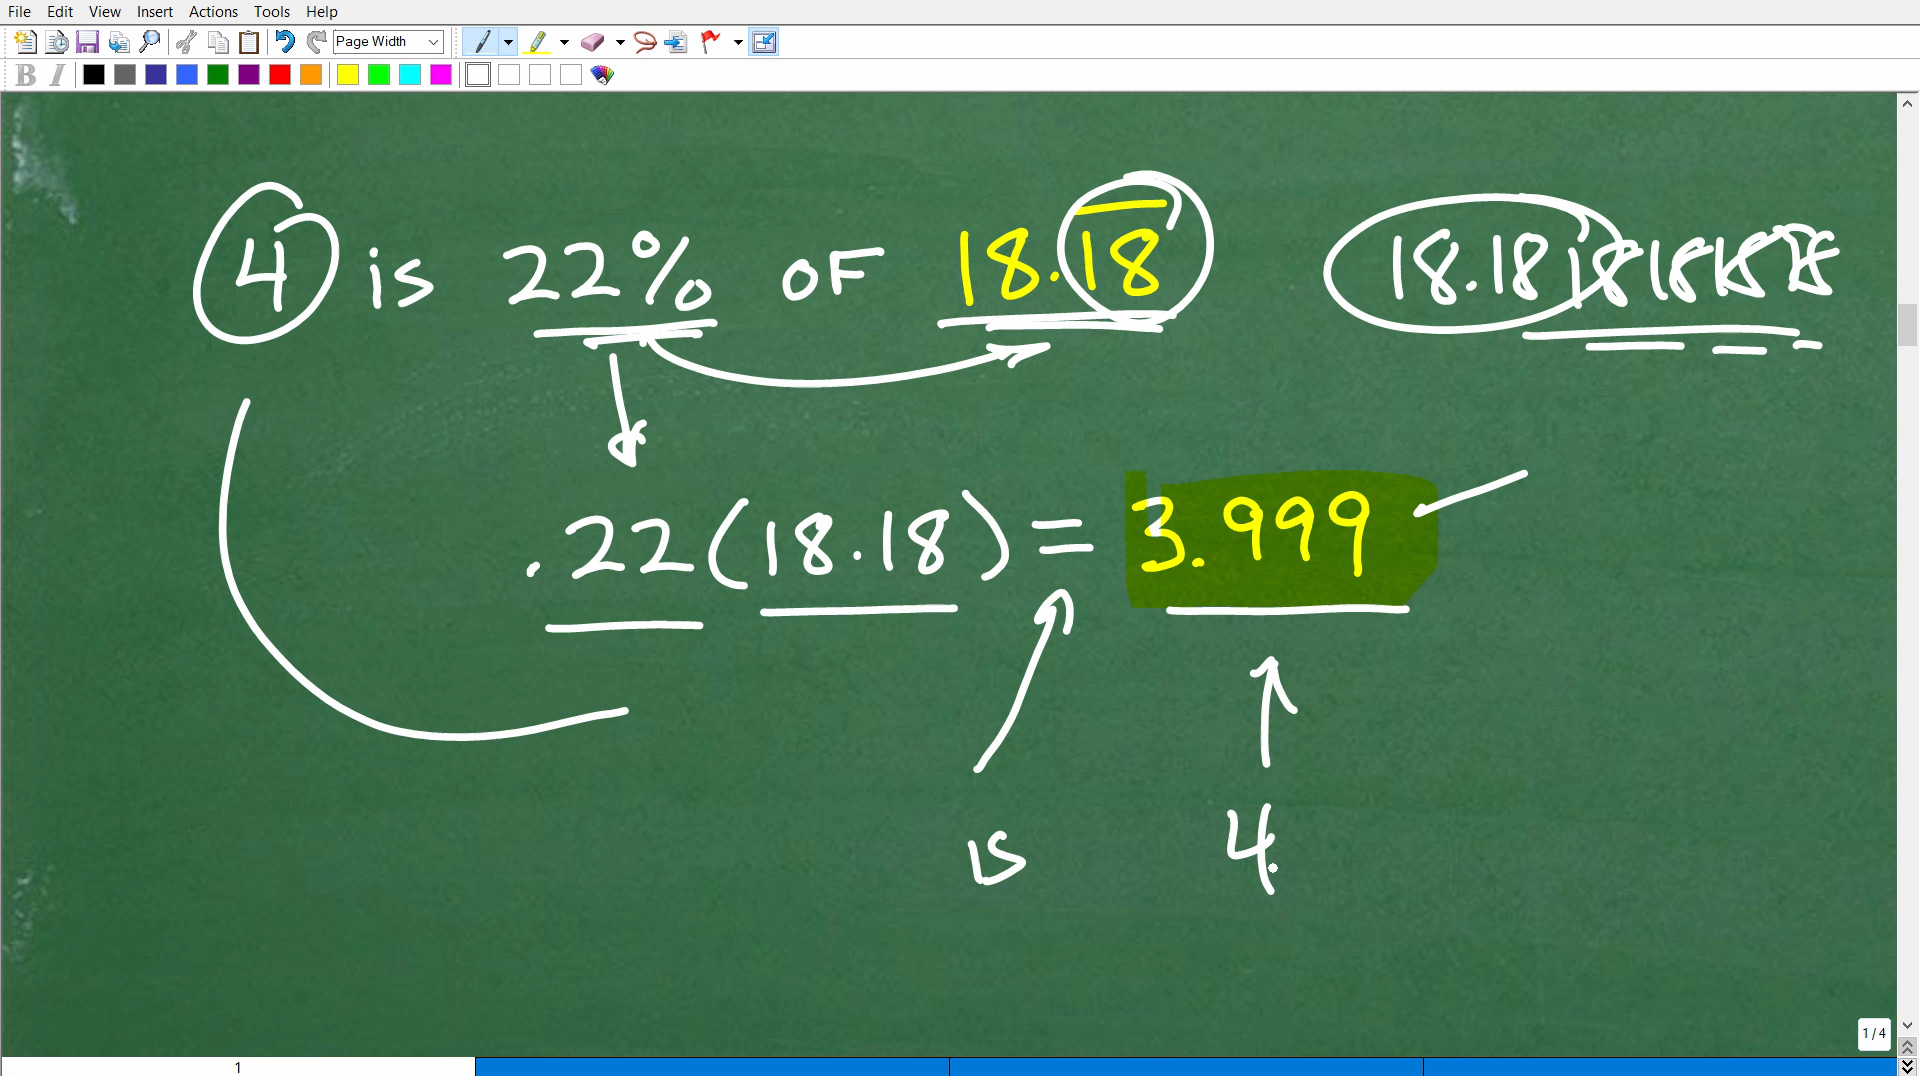 File Edit View Insert Actions Tools Help
Page Width
B I
4 is 22% of 18.18 18.1818181818
.22(18.18) = 3.999
is 4
1 / 4
1